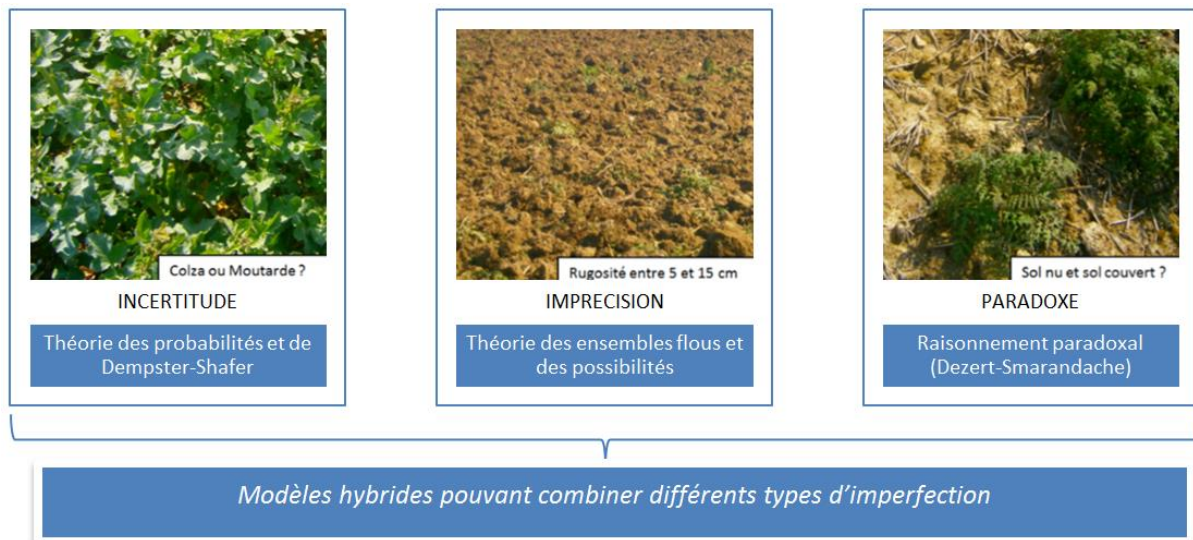 Colza ou Moutarde ?
INCERTITUDE
Théorie des probabilités et de
Dempster-Shafer
Rugosité entre 5 et 15 cm
IMPRECISION
Théorie des ensembles flous et
des possibilités
Sol nu et sol couvert ?
PARADOXE
Raisonnement paradoxal
(Dezert-Smarandache)
Modèles hybrides pouvant combiner différents types d’imperfection